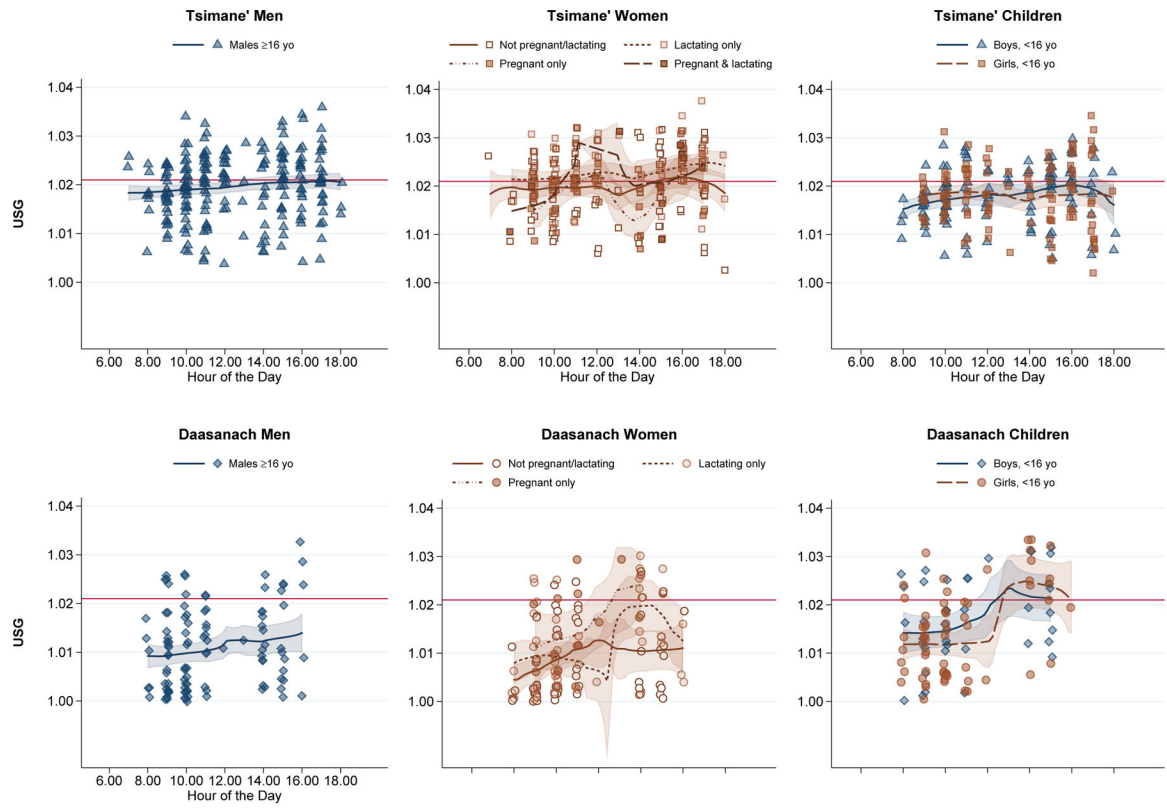 Tsimane' Men
Males ≥16 yo
USG
1.04
1.03
1.02
1.01
1.00
6.00 8.00 10.00 12.00 14.00 16.00 18.00
Hour of the Day
Tsimane' Women
Not pregnant/lactating Lactating only
Pregnant only Pregnant & lactating
1.04
1.03
1.02
1.01
1.00
6.00 8.00 10.00 12.00 14.00 16.00 18.00
Hour of the Day
Tsimane' Children
Boys, <16 yo
Girls, <16 yo
1.04
1.03
1.02
1.01
1.00
6.00 8.00 10.00 12.00 14.00 16.00 18.00
Hour of the Day
Daasanach Men
Males ≥16 yo
USG
1.04
1.03
1.02
1.01
1.00
6.00 8.00 10.00 12.00 14.00 16.00 18.00
Hour of the Day
Daasanach Women
Not pregnant/lactating Lactating only
Pregnant only
1.04
1.03
1.02
1.01
1.00
Daasanach Children
Boys, <16 yo
Girls, <16 yo
1.04
1.03
1.02
1.01
1.00